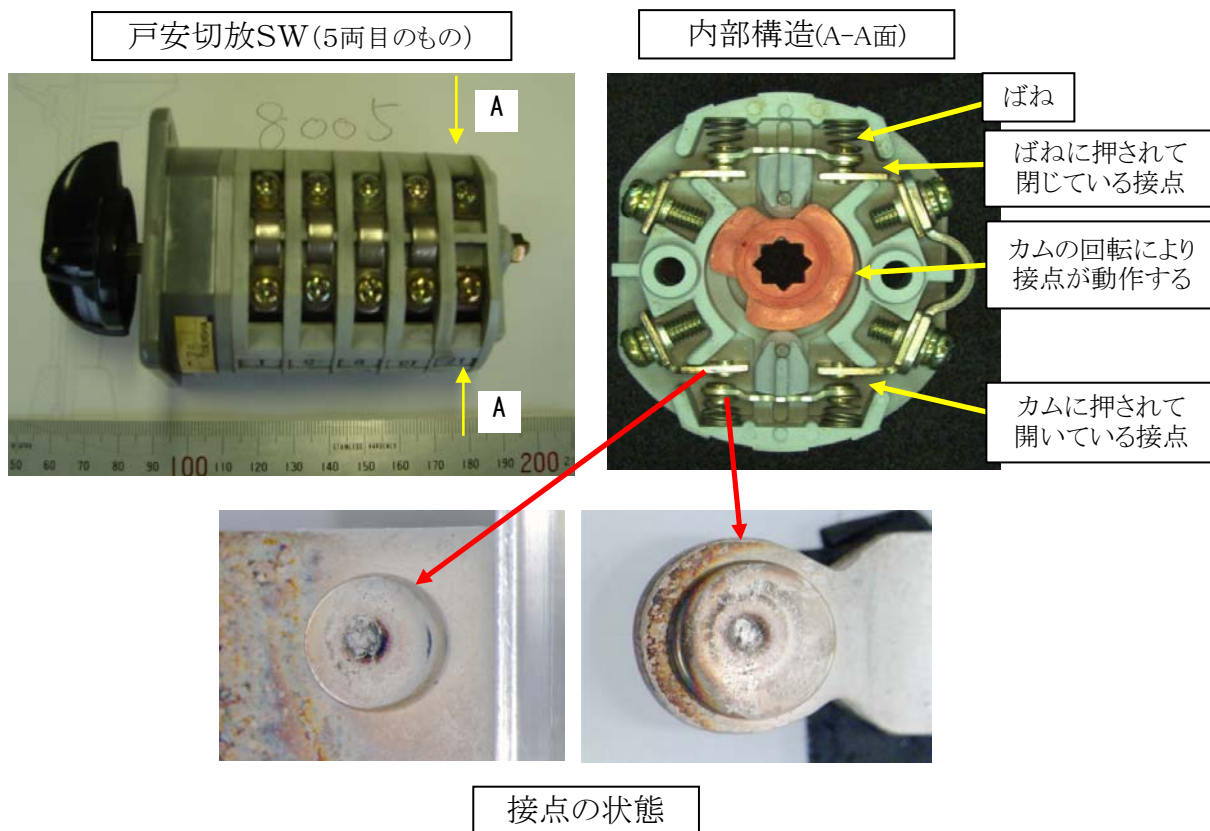 戸安切放SW(5両目のもの)
内部構造(A-A面)
8005
A
A
ばね
ばねに押されて
閉じている接点
カムの回転により
接点が動作する
カムに押されて
開いている接点
STAINLESS HARDENED
50 60 70 80 90 100 110 120 130 140 150 160 170 180 190 200
接点の状態